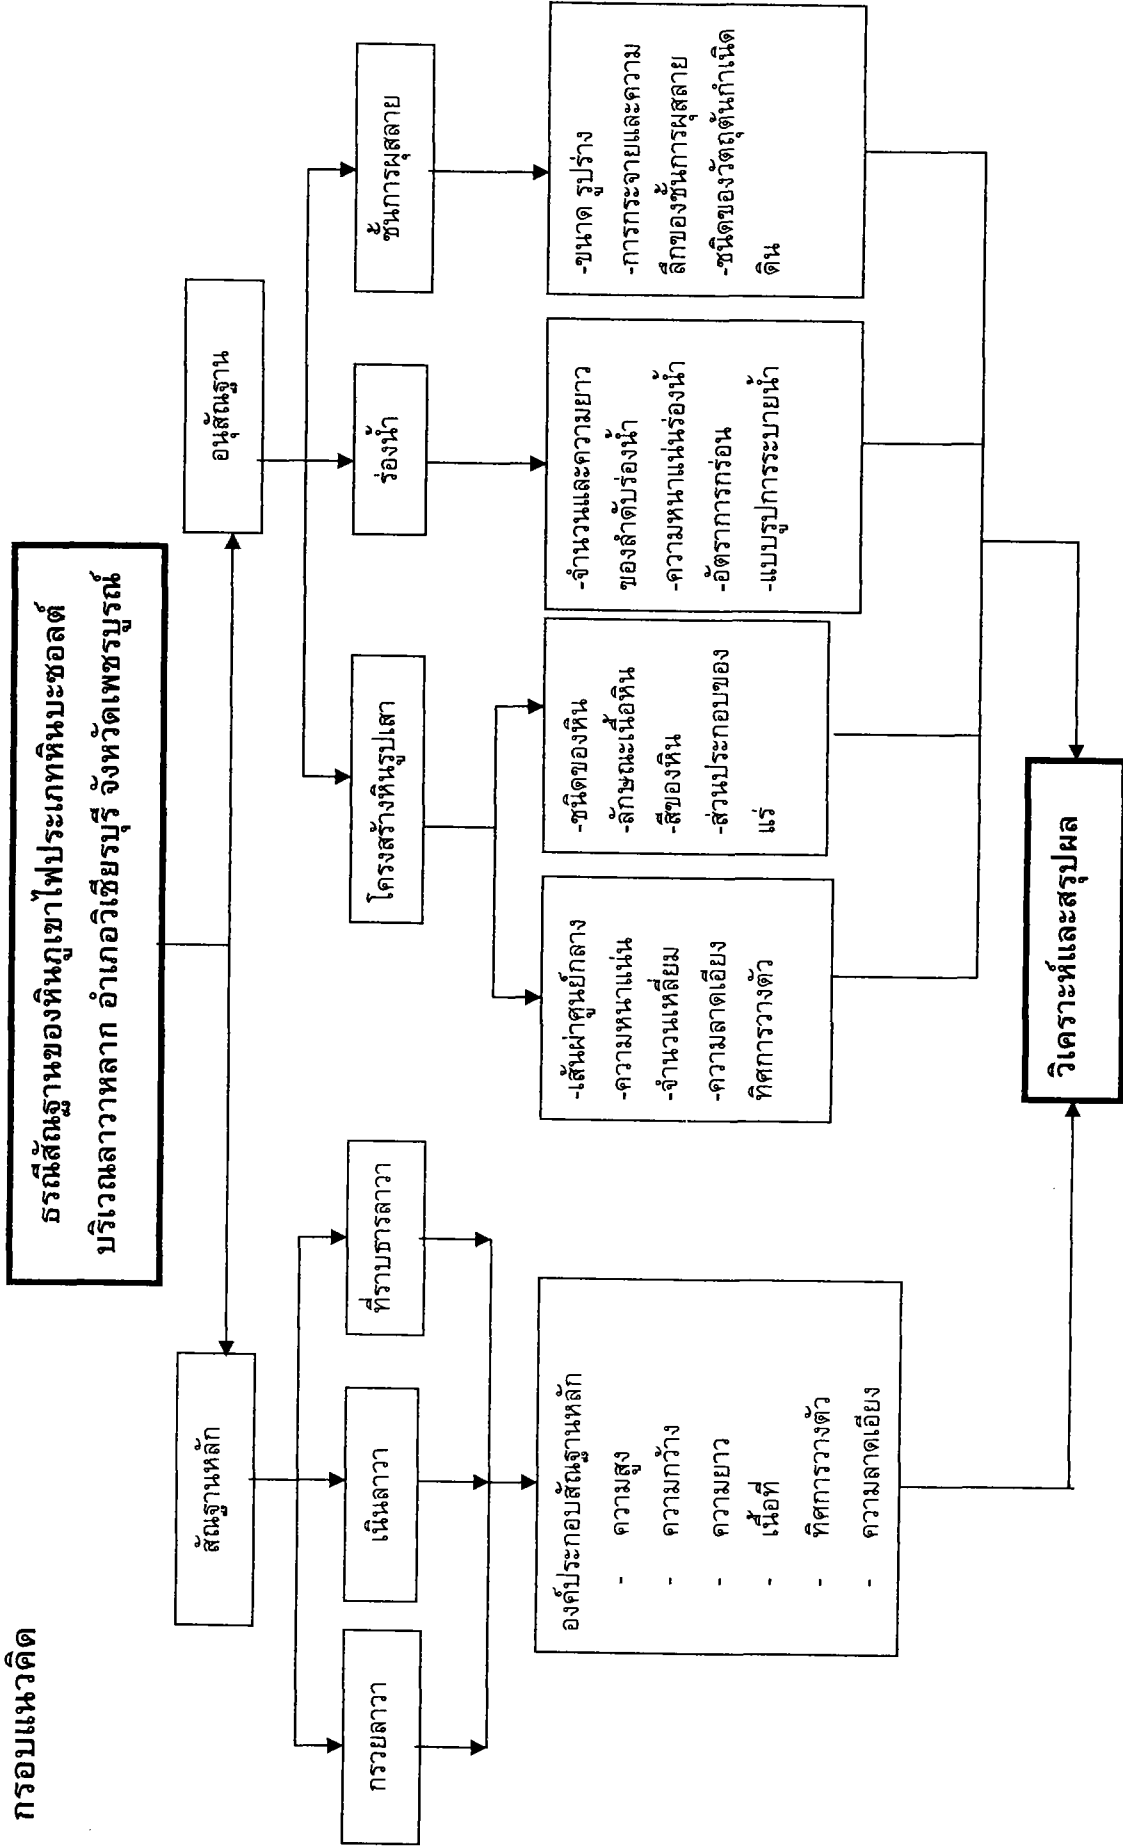 กรอบแนวคิด
ธรณีสัณฐานของหินภูเขาไฟประเภทหินบะซอลต์
บริเวณลาวาหลาก อำเภอวิเชียรบุรี จังหวัดเพชรบูรณ์
สัณฐานหลัก
อนุสัณฐาน
กรวยลาวา
เนินลาวา
ที่ราบธารลาวา
โครงสร้างหินรูปเสา
ร่องน้ำ
ชั้นการผุสลาย
องค์ประกอบสัณฐานหลัก
- ความสูง
- ความกว้าง
- ความยาว
- เนื้อที่
- ทิศการวางตัว
- ความลาดเอียง
-เส้นผ่าศูนย์กลาง
-ความหนาแน่น
-จำนวนเหลี่ยม
-ความลาดเอียง
ทิศการวางตัว
-ชนิดของหิน
-ลักษณะเนื้อหิน
-สีของหิน
-ส่วนประกอบของ
แร่
-จำนวนและความยาว
ของลำดับร่องน้ำ
-ความหนาแน่นร่องน้ำ
-อัตราการกร่อน
-แบบรูปการระบายน้ำ
-ขนาด รูปร่าง
-การกระจายและความ
ลึกของชั้นการผุสลาย
-ชนิดของวัตถุต้นกำเนิด
ดิน
วิเคราะห์และสรุปผล